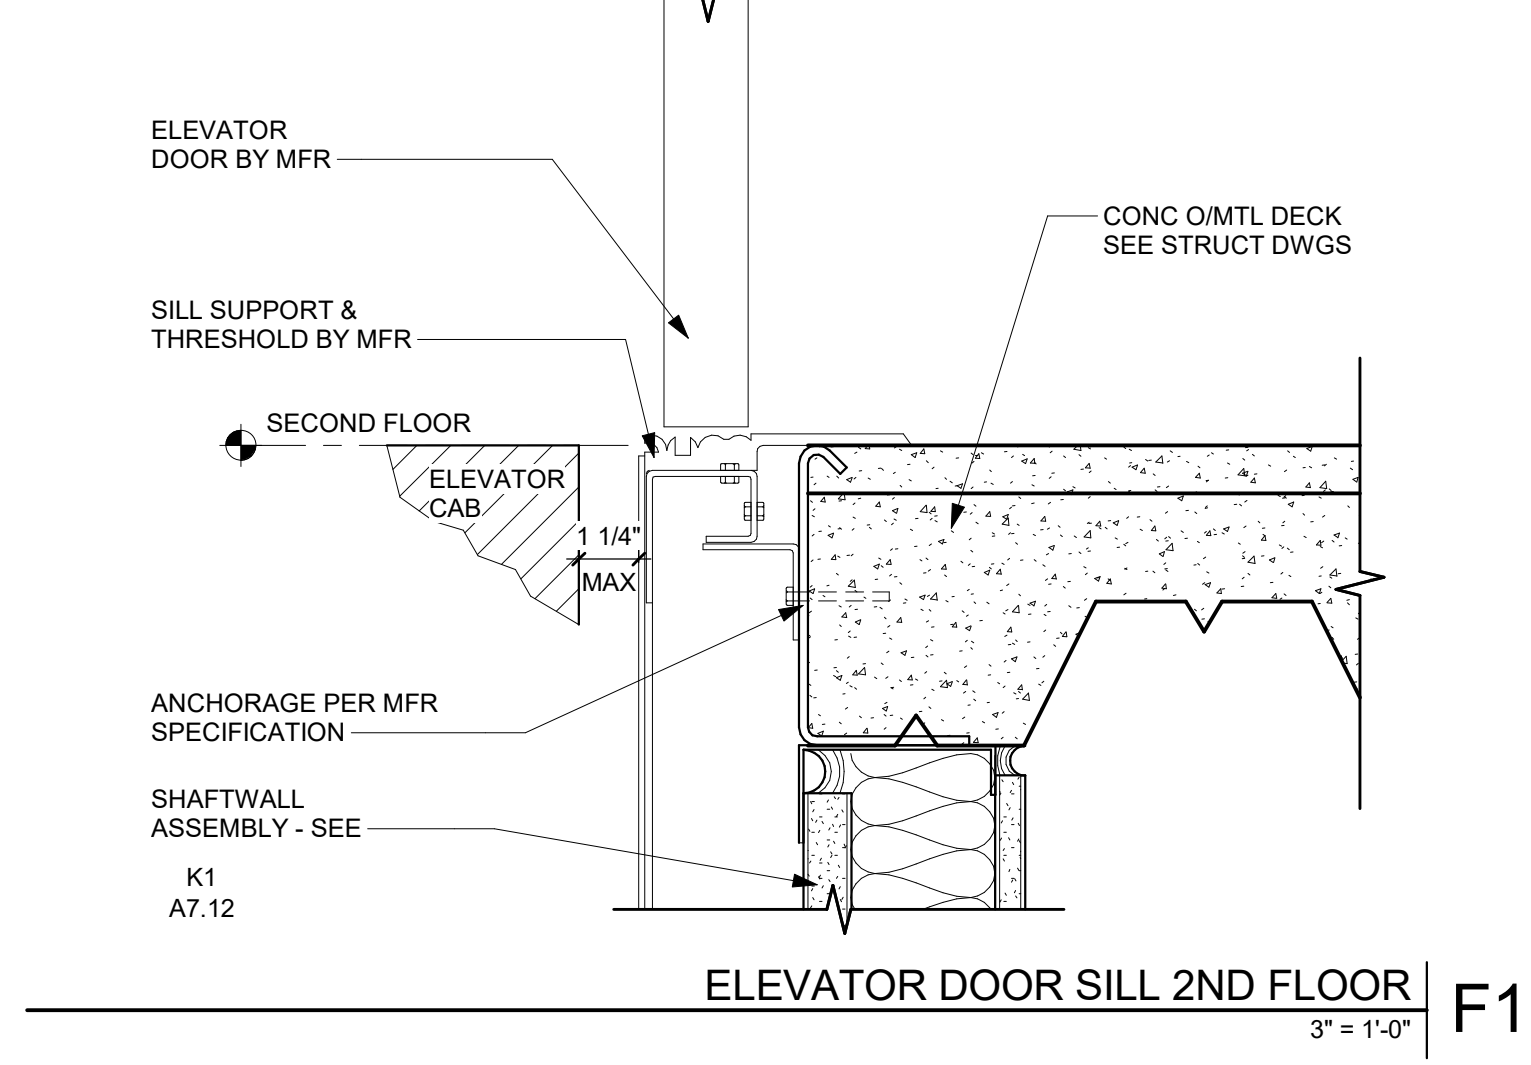 ELEVATOR
DOOR BY MFR
CONC O/MTL DECK
SEE STRUCT DWGS
SILL SUPPORT &
THRESHOLD BY MFR
SECOND FLOOR
ELEVATOR
CAB
1 1/4"
MAX
ANCHORAGE PER MFR
SPECIFICATION
SHAFTWALL
ASSEMBLY - SEE
K1
A7.12
ELEVATOR DOOR SILL 2ND FLOOR
3" = 1'-0"
F1